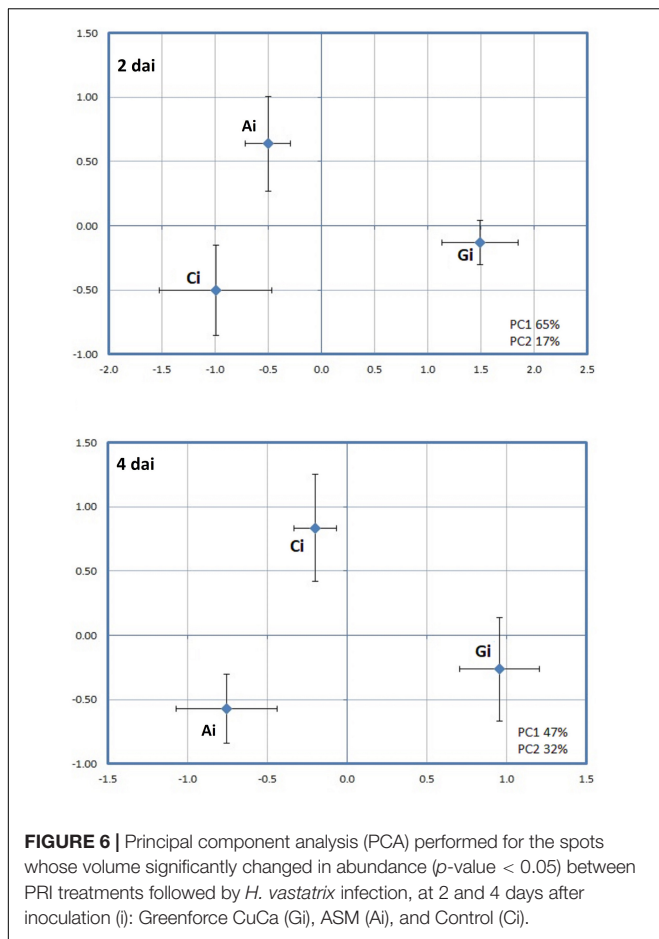 1.50
2 dai
1.00
Ai
0.50
0.00
Gi
Ci
-0.50
PC1 65%
PC2 17%
-1.00
-2.0 -1.5 -1.0 -0.5 0.0 0.5 1.0 1.5 2.0 2.5
1.50
4 dai
1.00
Ci
0.50
0.00
Gi
-0.50
Ai
PC1 47%
PC2 32%
-1.00
-1.5 -1.0 -0.5 0.0 0.5 1.0 1.5
FIGURE 6 | Principal component analysis (PCA) performed for the spots
whose volume significantly changed in abundance (p-value < 0.05) between
PRI treatments followed by H. vastatrix infection, at 2 and 4 days after
inoculation (i): Greenforce CuCa (Gi), ASM (Ai), and Control (Ci).